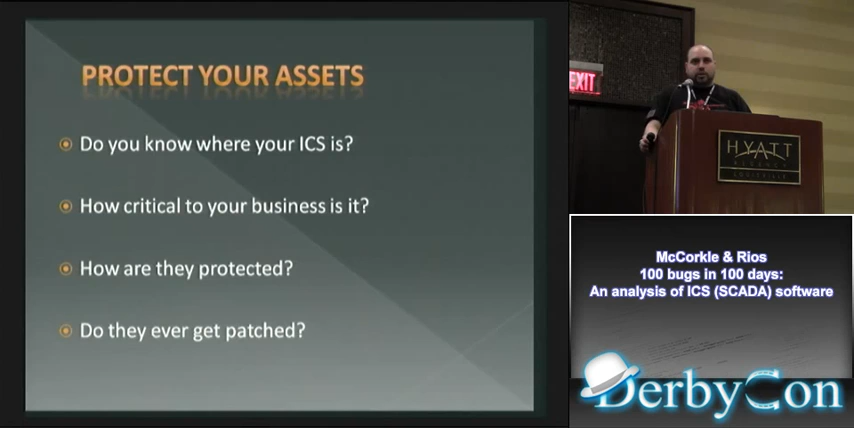 PROTECT YOUR ASSETS
Do you know where your ICS is?
How critical to your business is it?
How are they protected?
Do they ever get patched?
EXIT
HYATT
REGENCY
LOUISVILLE
McCorkle & Rios
100 bugs in 100 days:
An analysis of ICS (SCADA) software
DerbyCon